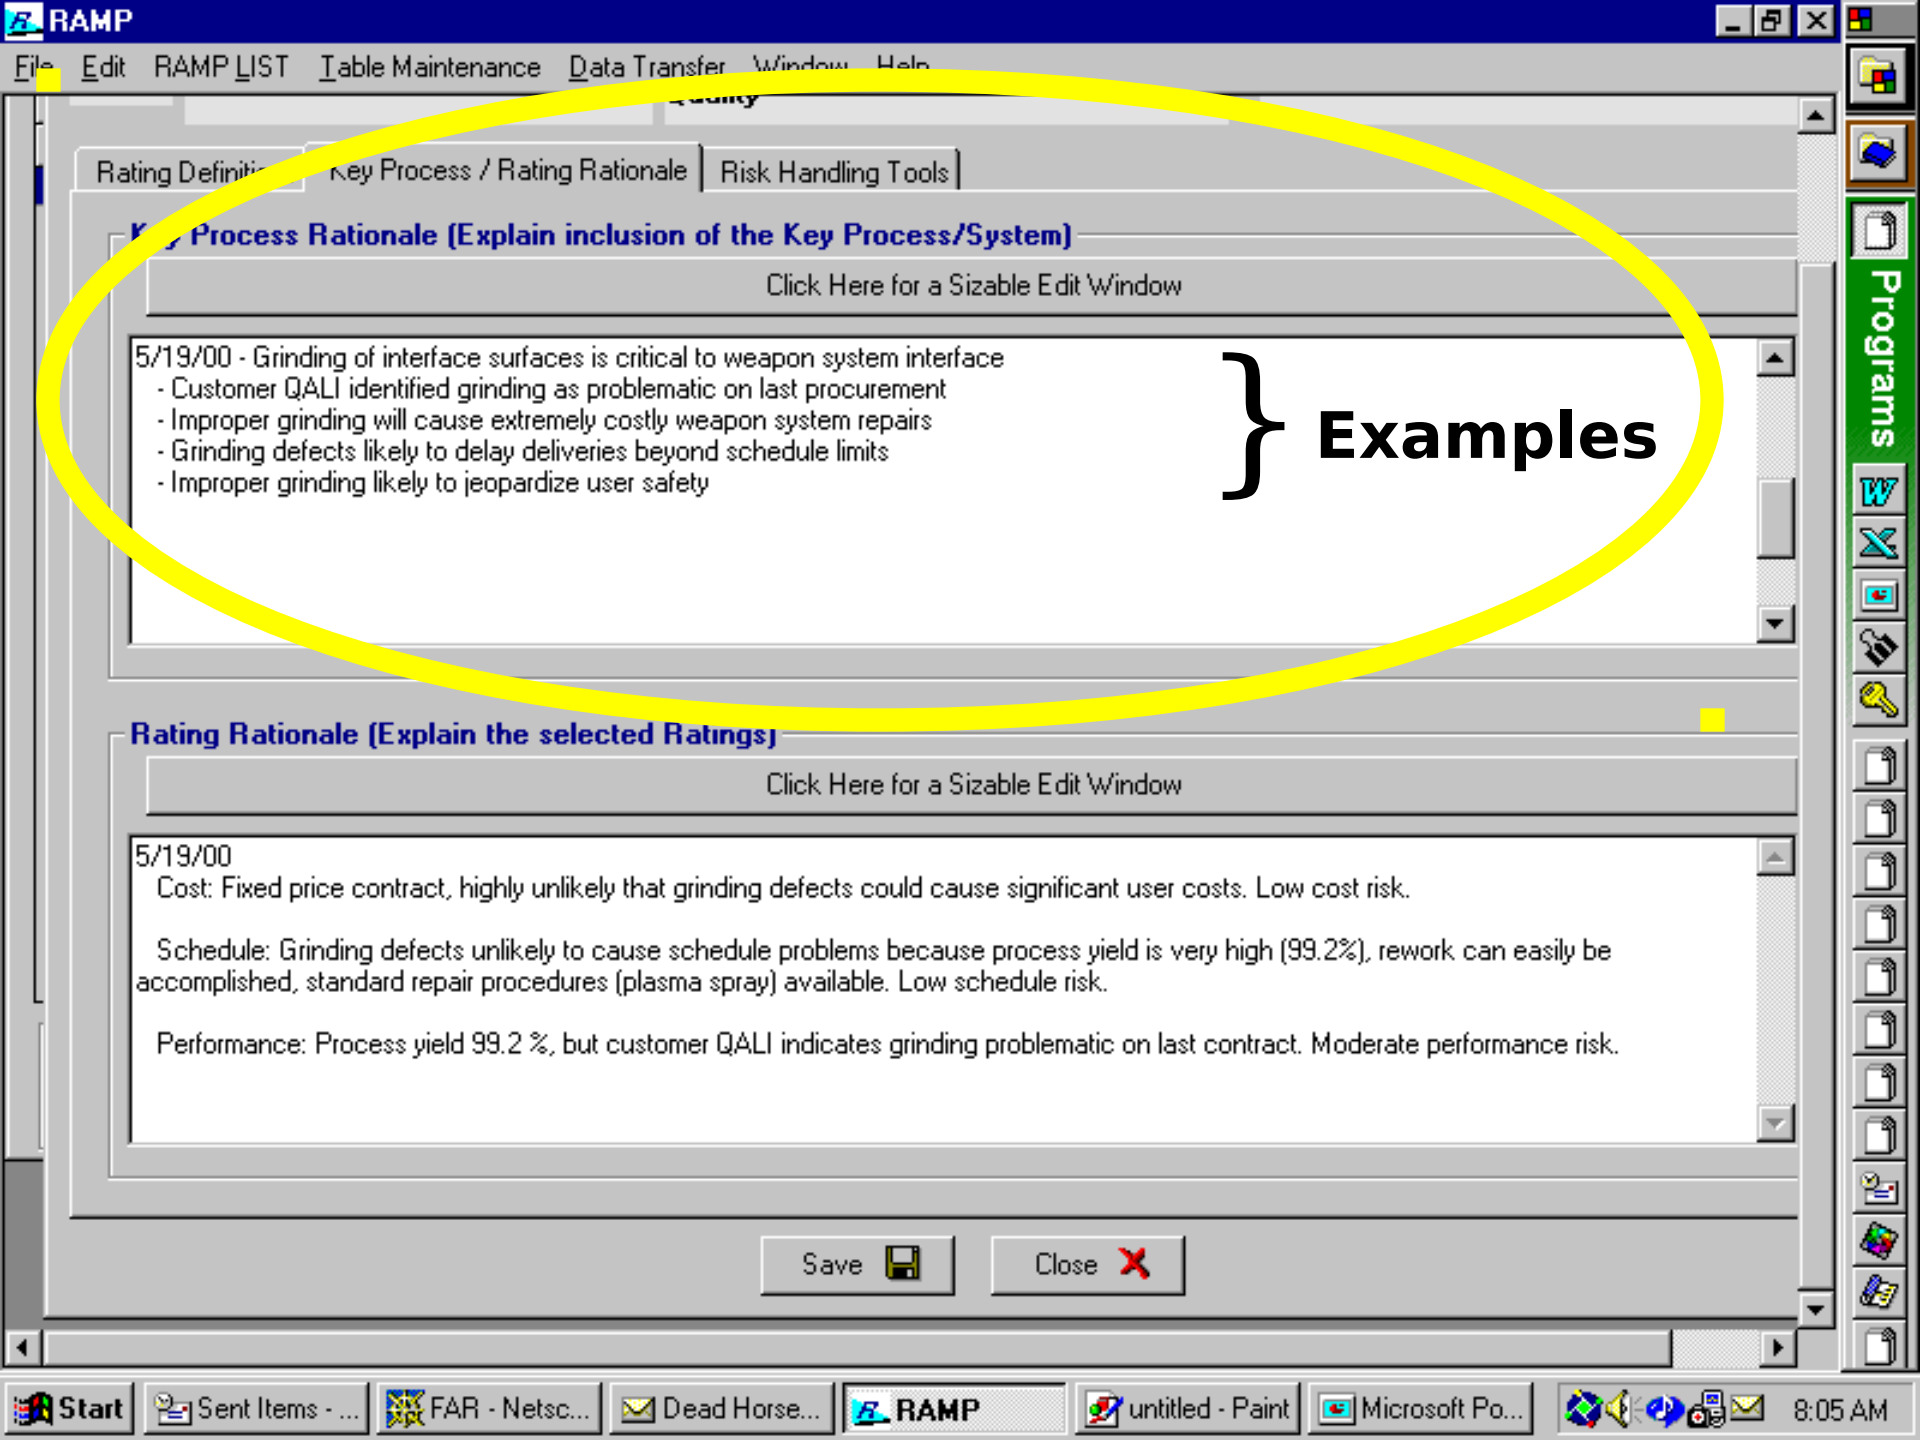 RAMP
File Edit RAMP LIST Table Maintenance Data Transfer Window Help
Quality
Rating Definition Key Process / Rating Rationale Risk Handling Tools
Key Process Rationale (Explain inclusion of the Key Process/System)
Click Here for a Sizable Edit Window
5/19/00 - Grinding of interface surfaces is critical to weapon system interface
- Customer QALI identified grinding as problematic on last procurement
- Improper grinding will cause extremely costly weapon system repairs
- Grinding defects likely to delay deliveries beyond schedule limits
- Improper grinding likely to jeopardize user safety
} Examples
Rating Rationale (Explain the selected Ratings)
Click Here for a Sizable Edit Window
5/19/00
Cost: Fixed price contract, highly unlikely that grinding defects could cause significant user costs. Low cost risk.
Schedule: Grinding defects unlikely to cause schedule problems because process yield is very high (99.2%), rework can easily be
accomplished, standard repair procedures (plasma spray) available. Low schedule risk.
Performance: Process yield 99.2 %, but customer QALI indicates grinding problematic on last contract. Moderate performance risk.
Save Close
Programs
Start Sent Items - ... FAR - Netsc... Dead Horse... RAMP untitled - Paint Microsoft Po... 8:05 AM